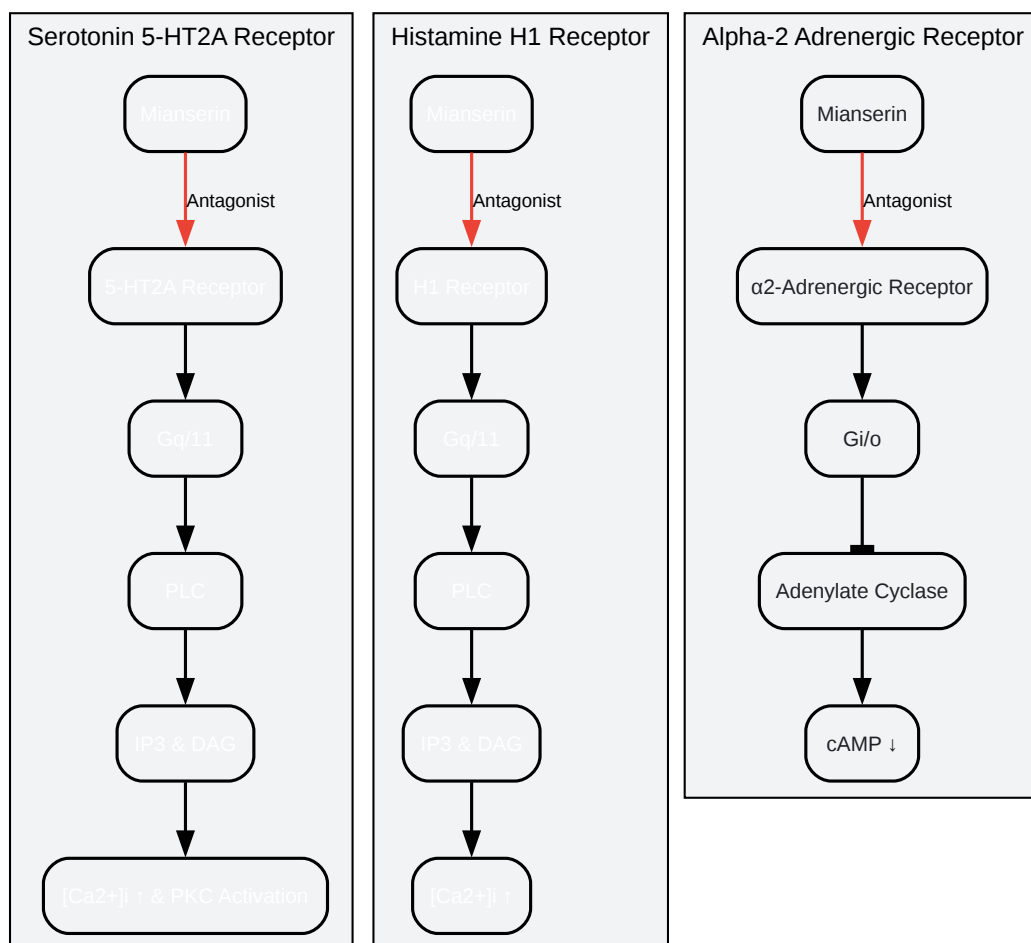 Serotonin 5-HT2A Receptor
Mianserin
Antagonist
5-HT2A Receptor
Gq/11
PLC
IP3 & DAG
[Ca2+]i ↑ & PKC Activation
Histamine H1 Receptor
Mianserin
Antagonist
H1 Receptor
Gq/11
PLC
IP3 & DAG
[Ca2+]i ↑
Alpha-2 Adrenergic Receptor
Mianserin
Antagonist
α2-Adrenergic Receptor
Gi/o
Adenylate Cyclase
cAMP ↓